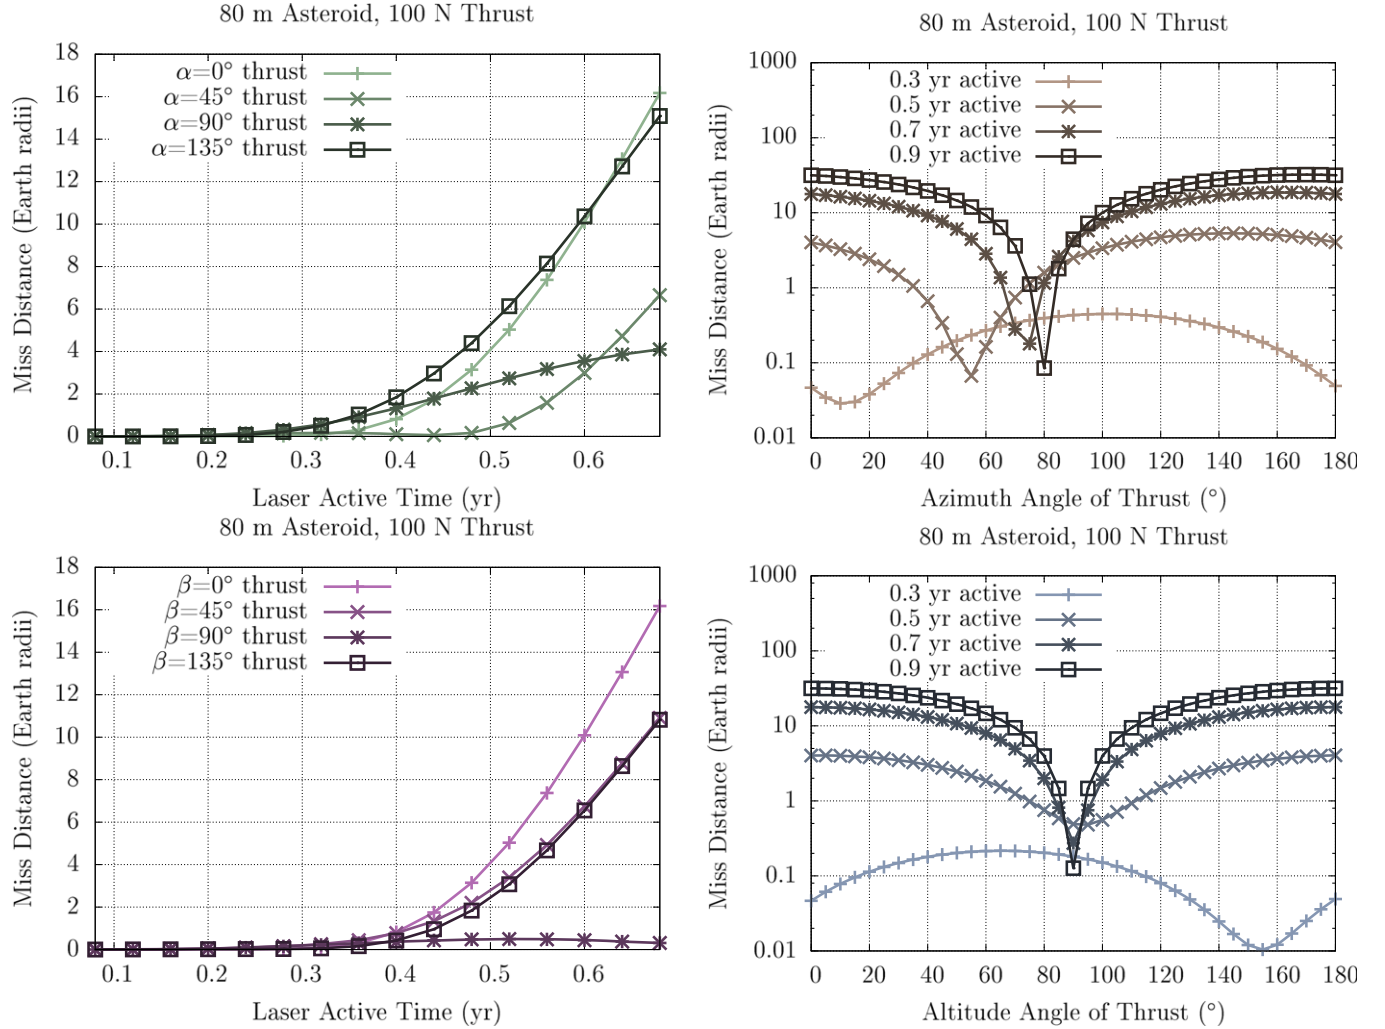 80 m Asteroid, 100 N Thrust
18
16
14
12
10
8
6
4
2
0
Miss Distance (Earth radii)
α=0° thrust
α=45° thrust
α=90° thrust
α=135° thrust
0.1 0.2 0.3 0.4 0.5 0.6
Laser Active Time (yr)
80 m Asteroid, 100 N Thrust
1000
100
10
1
0.1
0.01
Miss Distance (Earth radii)
0.3 yr active
0.5 yr active
0.7 yr active
0.9 yr active
0 20 40 60 80 100 120 140 160 180
Azimuth Angle of Thrust (°)
80 m Asteroid, 100 N Thrust
18
16
14
12
10
8
6
4
2
0
Miss Distance (Earth radii)
β=0° thrust
β=45° thrust
β=90° thrust
β=135° thrust
0.1 0.2 0.3 0.4 0.5 0.6
Laser Active Time (yr)
80 m Asteroid, 100 N Thrust
1000
100
10
1
0.1
0.01
Miss Distance (Earth radii)
0.3 yr active
0.5 yr active
0.7 yr active
0.9 yr active
0 20 40 60 80 100 120 140 160 180
Altitude Angle of Thrust (°)